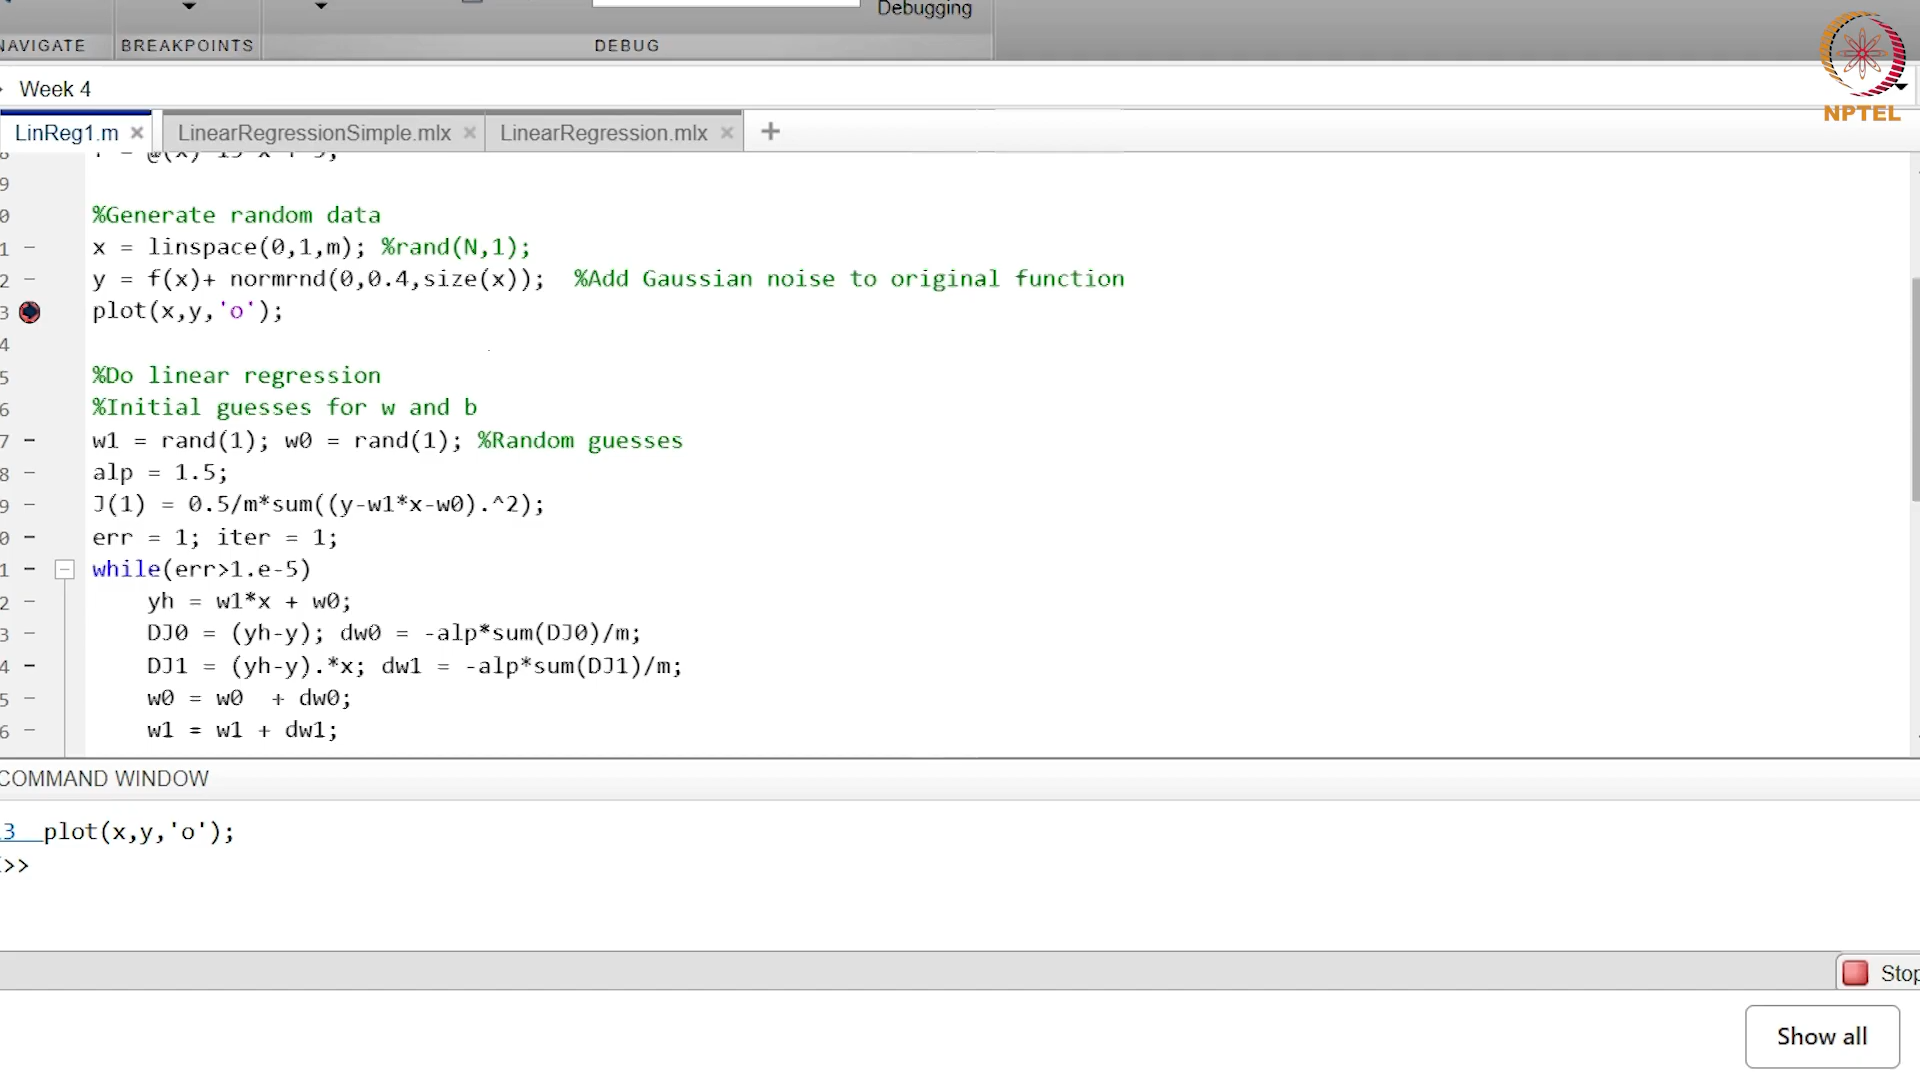 Debugging
NAVIGATE BREAKPOINTS DEBUG
Week 4
NPTEL
LinReg1.m × LinearRegressionSimple.mlx × LinearRegression.mlx × +
9
0 %Generate random data
1 - x = linspace(0,1,m); %rand(N,1);
2 - y = f(x)+ normrnd(0,0.4,size(x)); %Add Gaussian noise to original function
3 plot(x,y,'o');
4
5 %Do linear regression
6 %Initial guesses for w and b
7 - w1 = rand(1); w0 = rand(1); %Random guesses
8 - alp = 1.5;
9 - J(1) = 0.5/m*sum((y-w1*x-w0).^2);
0 - err = 1; iter = 1;
1 - while(err>1.e-5)
2 - yh = w1*x + w0;
3 - DJ0 = (yh-y); dw0 = -alp*sum(DJ0)/m;
4 - DJ1 = (yh-y).*x; dw1 = -alp*sum(DJ1)/m;
5 - w0 = w0 + dw0;
6 - w1 = w1 + dw1;
COMMAND WINDOW
3 plot(x,y,'o');
>>
Stop
Show all